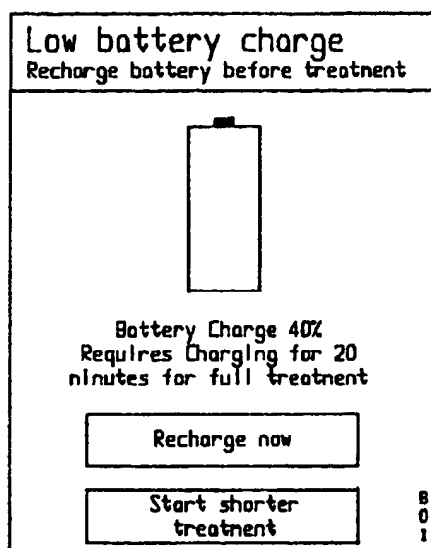 Low battery charge
Recharge battery before treatment
Battery Charge 40%
Requires Charging for 20
minutes for full treatment
Recharge now
Start shorter
treatment
B
0
1